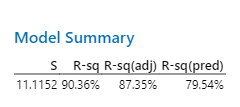 Model Summary
S R-sq R-sq(adj) R-sq(pred)
11.1152 90.36% 87.35% 79.54%